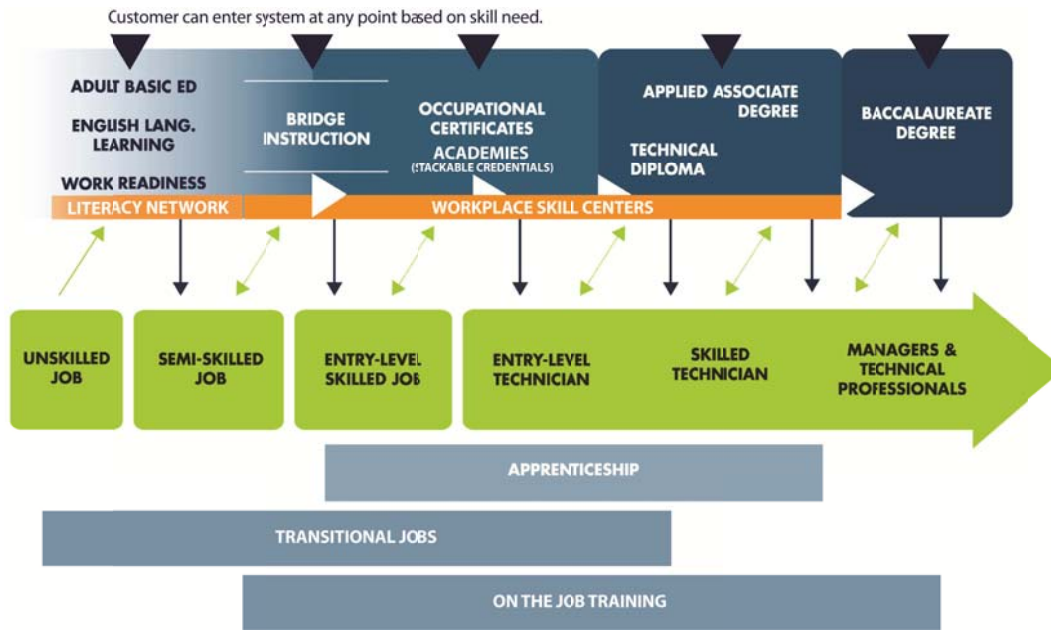 Customer can enter system at any point based on skill need.
ADULT BASIC ED
ENGLISH LANG.
LEARNING
WORK READINESS
BRIDGE
INSTRUCTION
OCCUPATIONAL
CERTIFICATES
ACADEMIES
(STACKABLE CREDENTIALS)
APPLIED ASSOCIATE
DEGREE
TECHNICAL
DIPLOMA
BACCALAUREATE
DEGREE
LITERACY NETWORK
WORKPLACE SKILL CENTERS
UNSKILLED
JOB
SEMI-SKILLED
JOB
ENTRY-LEVEL
SKILLED JOB
ENTRY-LEVEL
TECHNICIAN
SKILLED
TECHNICIAN
MANAGERS &
TECHNICAL
PROFESSIONALS
APPRENTICESHIP
TRANSITIONAL JOBS
ON THE JOB TRAINING